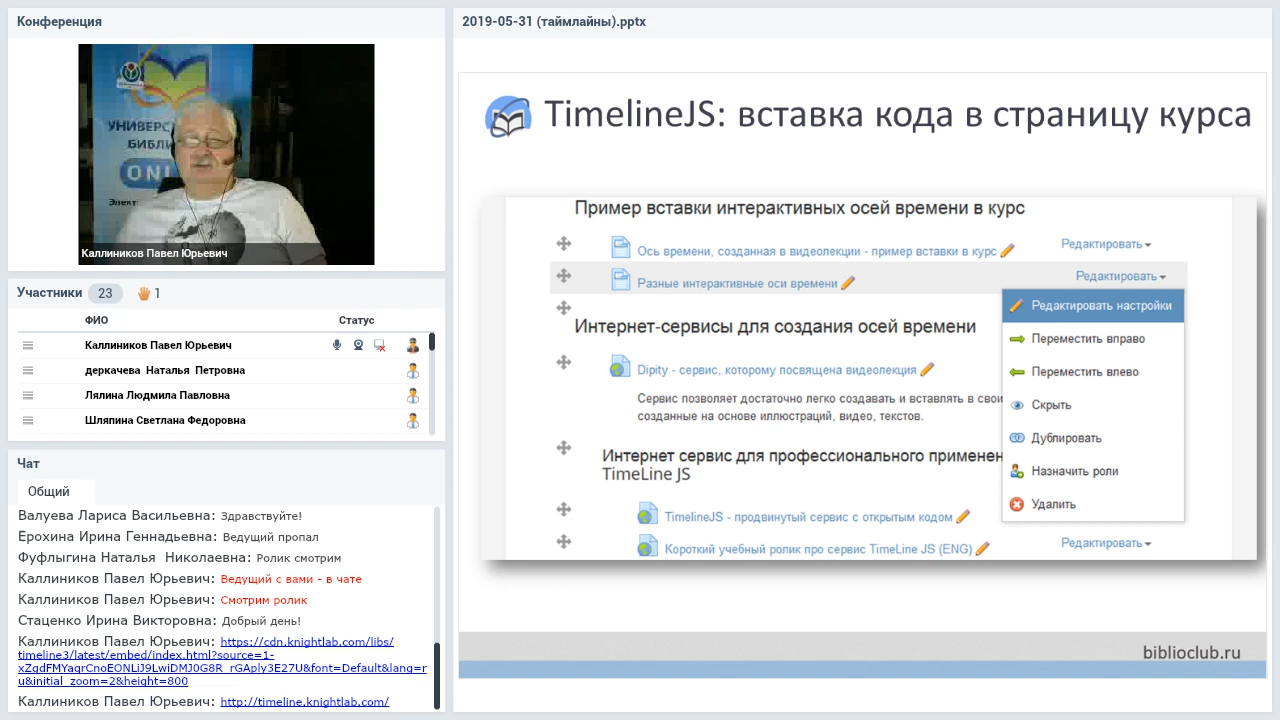 Конференция
УНИВЕРС
БИБЛИ
ONL
Элект
Каллиников Павел Юрьевич
Участники 23 1
ФИО Статус
Каллиников Павел Юрьевич
деркачева Наталья Петровна
Лялина Людмила Павловна
Шляпина Светлана Федоровна
Чат
Общий
Валуева Лариса Васильевна: Здравствуйте!
Ерохина Ирина Геннадьевна: Ведущий пропал
Фуфлыгина Наталья Николаевна: Ролик смотрим
Каллиников Павел Юрьевич: Ведущий с вами - в чате
Каллиников Павел Юрьевич: Смотрим ролик
Стаценко Ирина Викторовна: Добрый день!
Каллиников Павел Юрьевич: https://cdn.knightlab.com/libs/
timeline3/latest/embed/index.html?source=1-
xZgdFMYagrCnoEONLiJ9LwiDMJ0G8R_rGAply3E27U&font=Default&lang=r
u&initial_zoom=2&height=800
Каллиников Павел Юрьевич: http://timeline.knightlab.com/
2019-05-31 (таймлайны).pptx
TimelineJS: вставка кода в страницу курса
Пример вставки интерактивных осей времени в курс
Ось времени, созданная в видеолекции - пример вставки в курс Редактировать
Разные интерактивные оси времени Редактировать
Редактировать настройки
Переместить вправо
Переместить влево
Скрыть
Дублировать
Назначить роли
Удалить
Интернет-сервисы для создания осей времени
Dipity - сервис, которому посвящена видеолекция
Сервис позволяет достаточно легко создавать и вставлять в свои
созданные на основе иллюстраций, видео, текстов.
Интернет сервис для профессионального применен
TimeLine JS
TimelineJS - продвинутый сервис с открытым кодом
Короткий учебный ролик про сервис TimeLine JS (ENG) Редактировать
biblioclub.ru